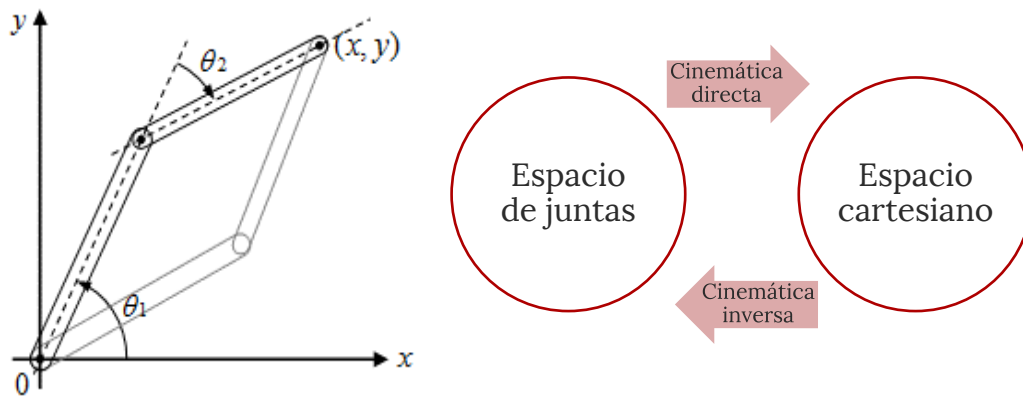 y
θ2
(x, y)
θ1
0
x
Cinemática
directa
Espacio
de juntas
Espacio
cartesiano
Cinemática
inversa